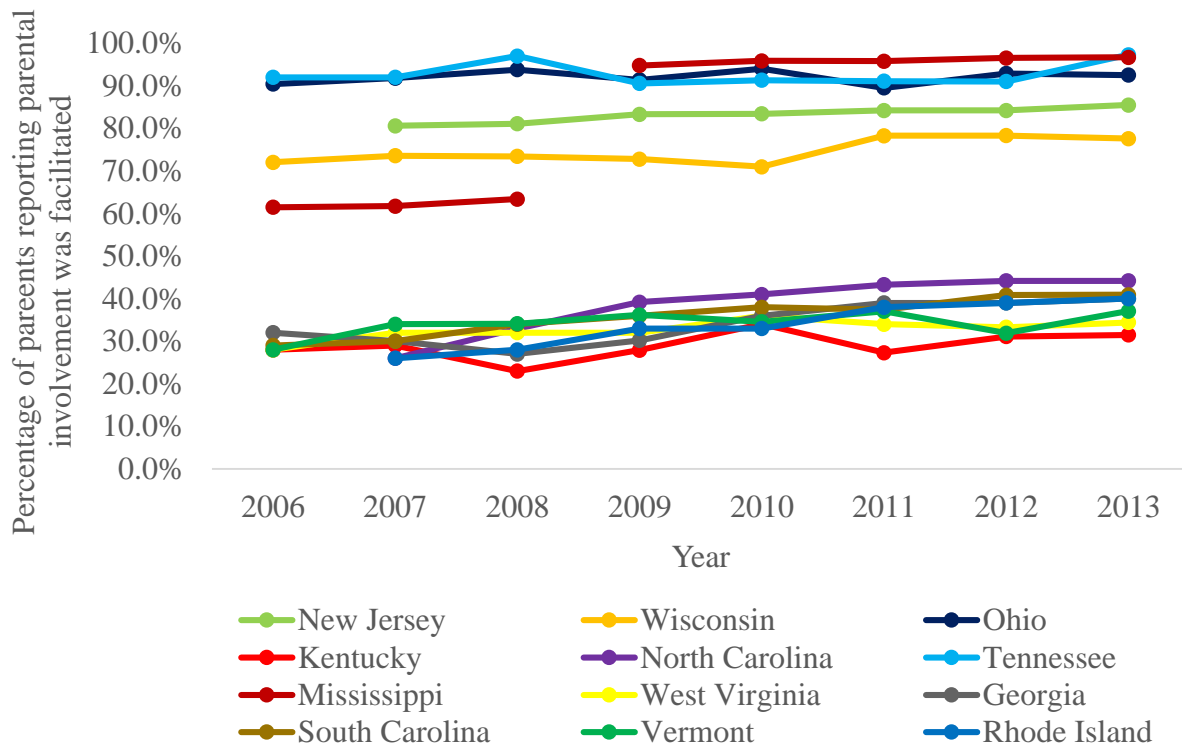 Percentage of pareents reporting parental
involvement was facilitated
100.0%
90.0%
80.0%
70.0%
60.0%
50.0%
40.0%
30.0%
20.0%
10.0%
0.0%
2006 2007 2008 2009 2010 2011 2012 2013
Year
New Jersey Wisconsin Ohio
Kentucky North Carolina Tennessee
Mississippi West Virginia Georgia
South Carolina Vermont Rhode Island